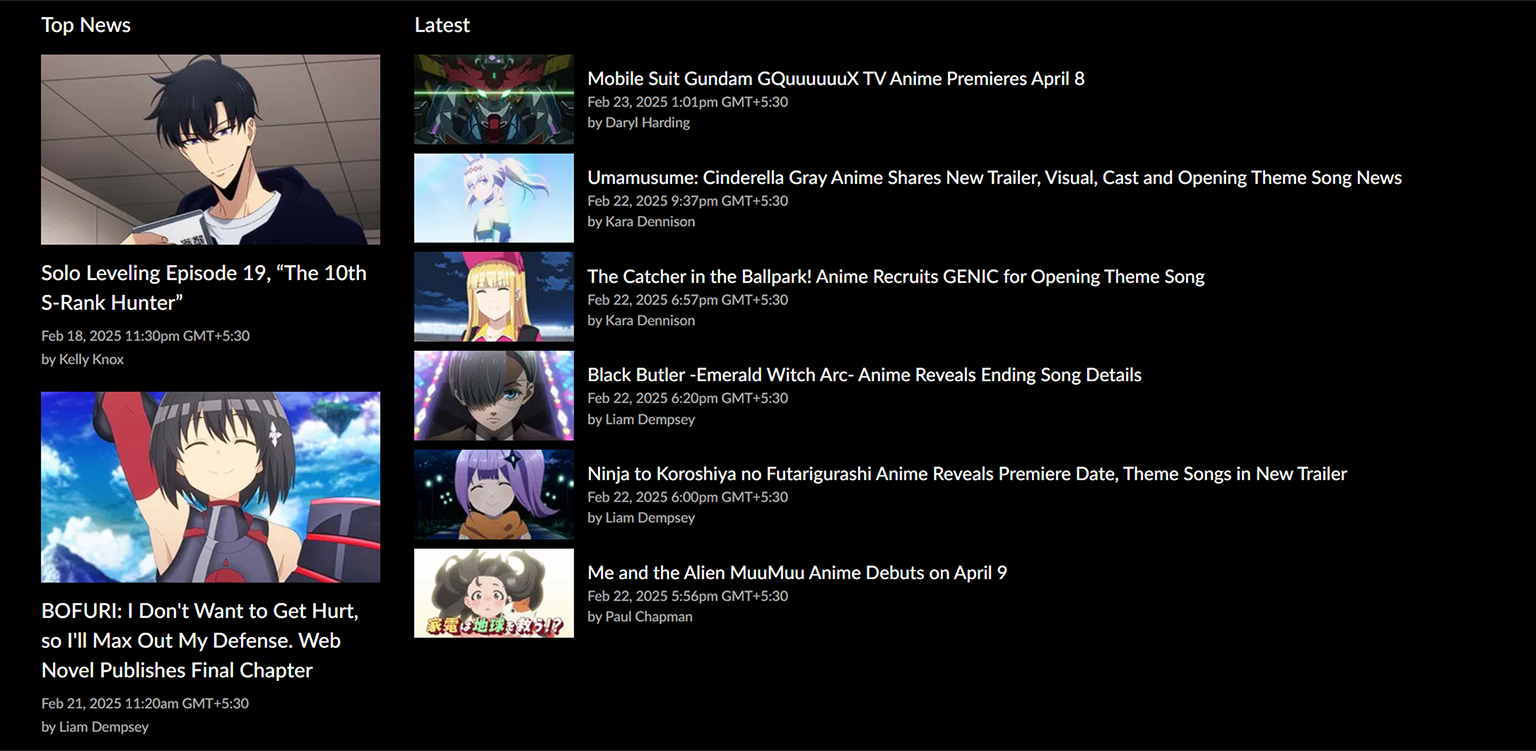 Top News
Solo Leveling Episode 19, “The 10th
S-Rank Hunter”
Feb 18, 2025 11:30pm GMT+5:30
by Kelly Knox
BOFURI: I Don't Want to Get Hurt,
so I'll Max Out My Defense. Web
Novel Publishes Final Chapter
Feb 21, 2025 11:20am GMT+5:30
by Liam Dempsey
Latest
Mobile Suit Gundam GQuuuuuuX TV Anime Premieres April 8
Feb 23, 2025 1:01pm GMT+5:30
by Daryl Harding
Umamusume: Cinderella Gray Anime Shares New Trailer, Visual, Cast and Opening Theme Song News
Feb 22, 2025 9:37pm GMT+5:30
by Kara Dennison
The Catcher in the Ballpark! Anime Recruits GENIC for Opening Theme Song
Feb 22, 2025 6:57pm GMT+5:30
by Kara Dennison
Black Butler -Emerald Witch Arc- Anime Reveals Ending Song Details
Feb 22, 2025 6:20pm GMT+5:30
by Liam Dempsey
Ninja to Koroshiya no Futarigurashi Anime Reveals Premiere Date, Theme Songs in New Trailer
Feb 22, 2025 6:00pm GMT+5:30
by Liam Dempsey
家電は地球を救う!?
Me and the Alien MuuMuu Anime Debuts on April 9
Feb 22, 2025 5:56pm GMT+5:30
by Paul Chapman